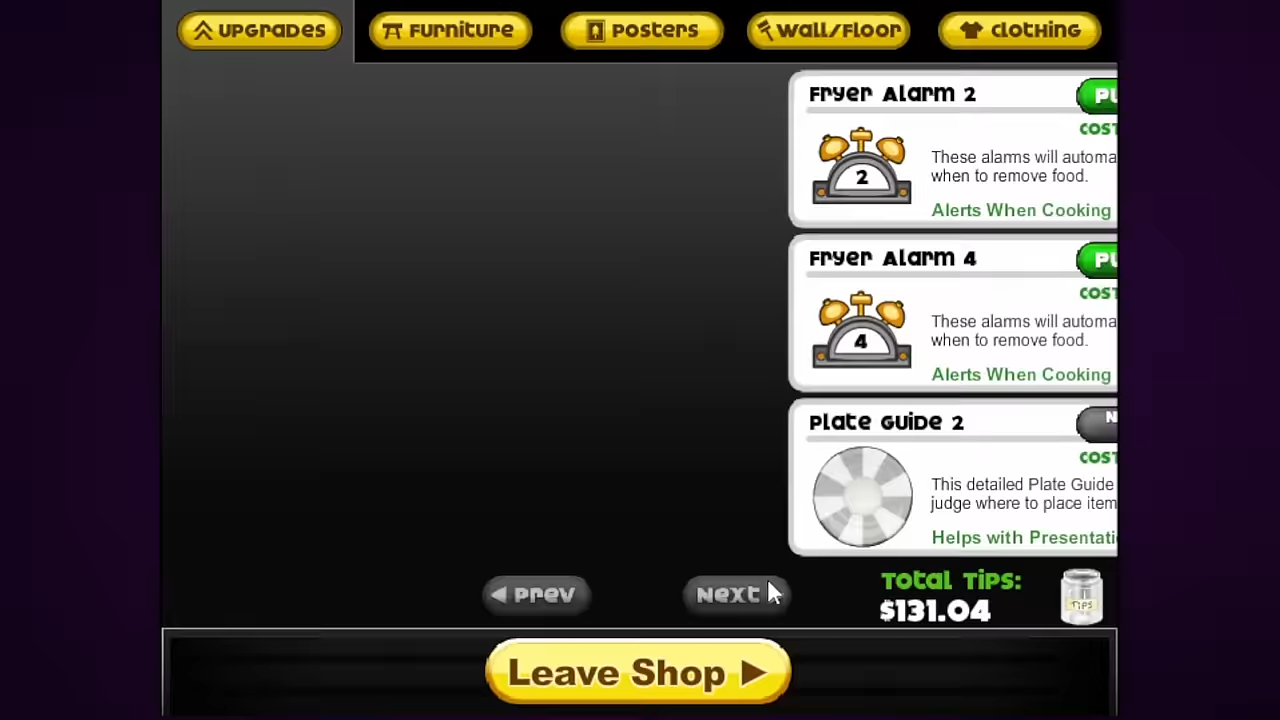 UPGRADES
FURNITURE
POSTERS
WALL/FLOOR
CLOTHING
Fryer Alarm 2
2
COST
These alarms will automa
when to remove food.
Alerts When Cooking
Fryer Alarm 4
4
COST
These alarms will automa
when to remove food.
Alerts When Cooking
Plate Guide 2
COST
This detailed Plate Guide
judge where to place item
Helps with Presentati
Prev
Next
Total Tips:
$131.04
TIPS
Leave Shop